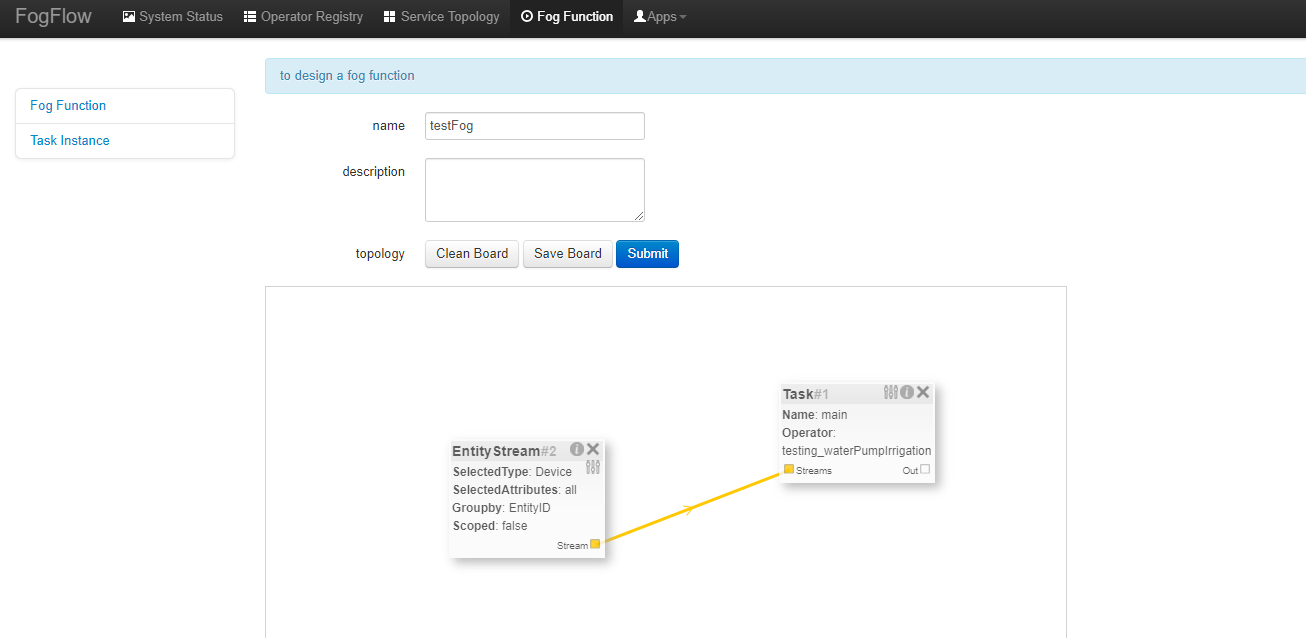 FogFlow System Status Operator Registry Service Topology Fog Function Apps
to design a fog function
Fog Function
Task Instance
name testFog
description
topology Clean Board Save Board Submit
Task#1
Name: main
Operator:
testing_waterPumpIrrigation
Streams Out
EntityStream#2
SelectedType: Device
SelectedAttributes: all
Groupby: EntityID
Scoped: false
Stream